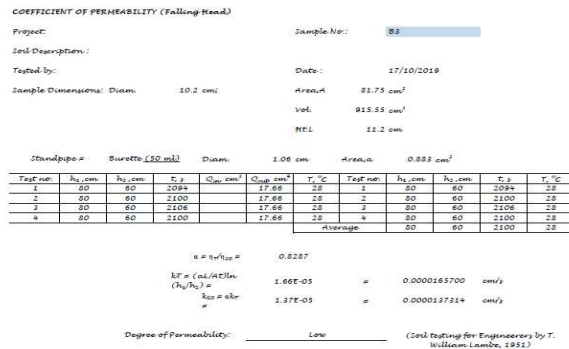 COEFFICIENT OF PERMEABILITY (Falling Head)
Project: Sample No.: B3
Soil Description :
Tested by: Date : 17/10/2019
Sample Dimensions: Diam. 10.2 cm; Area,A 81.75 cm²
Vol. 915.55 cm³
Ht:L 11.2 cm
Standpipe = Burette (50 ml) Diam. 1.06 cm Area,a 0.883 cm²
Test no. h₁,cm h₂,cm t, s Qᵢₙ, cm³ Qₒᵤₜ, cm³ T, °C Test no. h₁,cm h₂,cm t, s T, °C
1 80 60 2094 17.66 28 1 80 60 2094 28
2 80 60 2100 17.66 28 2 80 60 2100 28
3 80 60 2106 17.66 28 3 80 60 2106 28
4 80 60 2100 17.66 28 4 80 60 2100 28
Average 80 60 2100 28
α = ηT/η20 = 0.8287
kT = (aL/At)ln
(h₁/h₂) = 1.66E-05 = 0.0000165700 cm/s
k20 = αkT
= 1.37E-05 = 0.0000137314 cm/s
Degree of Permeability: Low (Soil testing for Engineerers by T.
William Lambe, 1951)